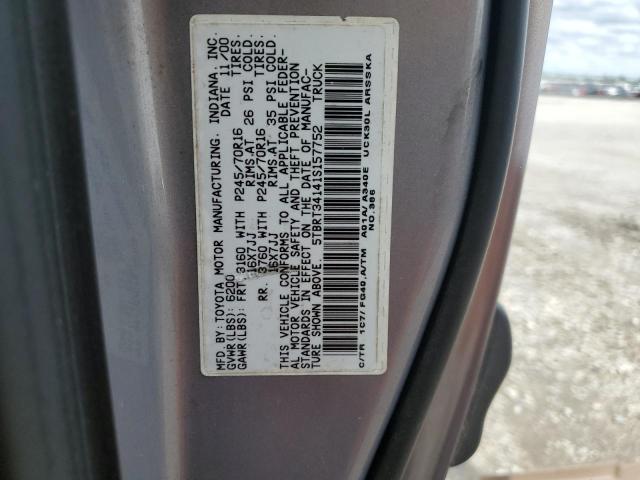 MFD. BY: TOYOTA MOTOR MANUFACTURING. INDIANA, INC.
GVWR(LBS): 6200 DATE 11/00
GAWR(LBS): FRT 3160 WITH P245/70R16 TIRES.
16X7JJ RIMS.AT 26 PSI COLD.
RR. 3760 WITH P245/70R16 TIRES.
16X7JJ RIMS.AT 35 PSI COLD.
THIS VEHICLE CONFORMS TO ALL APPLICABLE FEDER-
AL MOTOR VEHICLE SAFETY AND THEFT PREVENTION
STANDARDS IN EFFECT ON THE DATE OF MANUFAC-
TURE SHOWN ABOVE. 5TBRT34141S157752 TRUCK
C/TR 1C7/ FG49,A/TM A01A/ A340E UCK30L ARSSKA
NO.386